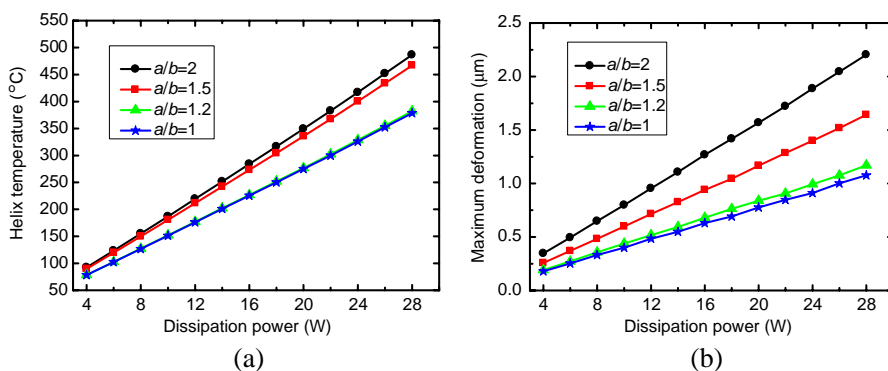 550
500
450
400
350
300
250
200
150
100
50
Helix temperature (°C)
a/b=2
a/b=1.5
a/b=1.2
a/b=1
4 8 12 16 20 24 28
Dissipation power (W)
(a)
2.5
2.0
1.5
1.0
0.5
0.0
Maximum deformation (μm)
a/b=2
a/b=1.5
a/b=1.2
a/b=1
4 8 12 16 20 24 28
Dissipation power (W)
(b)